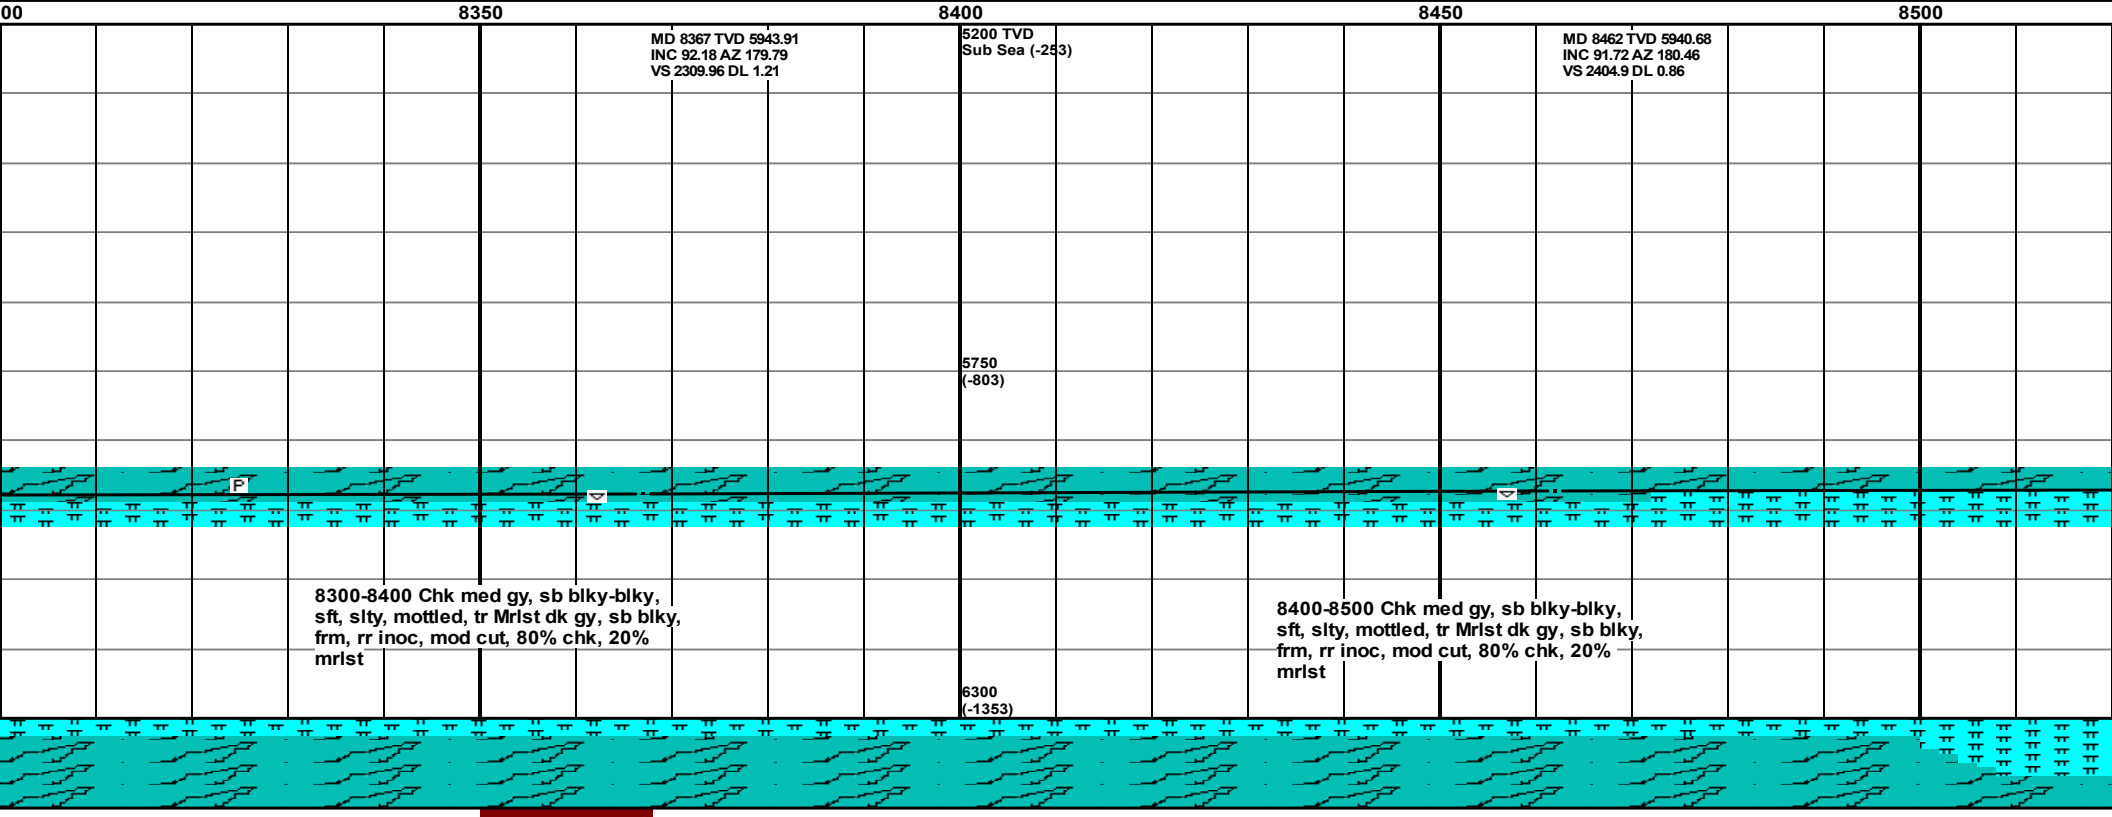 00 8350 8400 8450 8500
MD 8367 TVD 5943.91
INC 92.18 AZ 179.79
VS 2309.96 DL 1.21
5200 TVD
Sub Sea (-253)
MD 8462 TVD 5940.68
INC 91.72 AZ 180.46
VS 2404.9 DL 0.86
5750
(-803)
P
8300-8400 Chk med gy, sb blky-blky,
sft, slty, mottled, tr Mrlst dk gy, sb blky,
frm, rr inoc, mod cut, 80% chk, 20%
mrlst
8400-8500 Chk med gy, sb blky-blky,
sft, slty, mottled, tr Mrlst dk gy, sb blky,
frm, rr inoc, mod cut, 80% chk, 20%
mrlst
6300
(-1353)